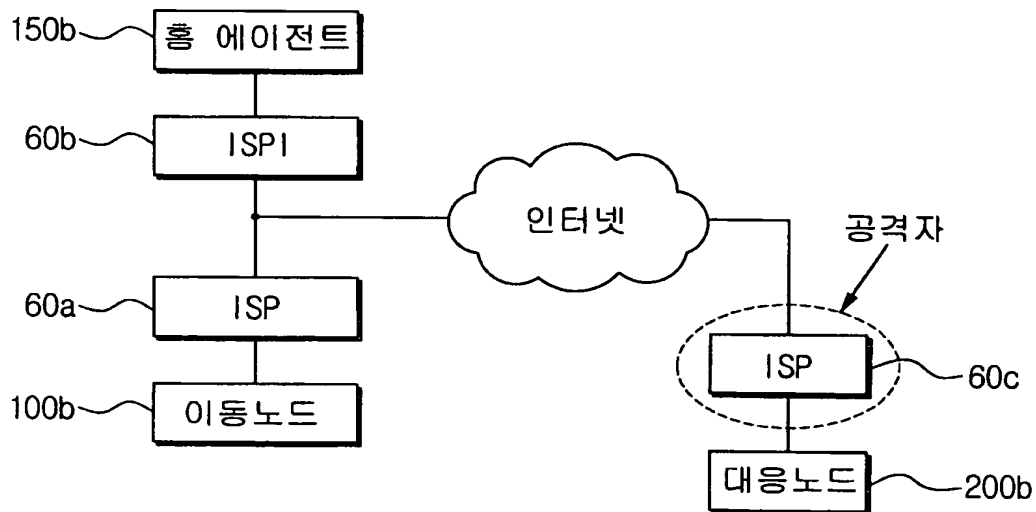 150b
홈 에이전트
60b
ISPI
인터넷
공격자
60a
ISP
ISP
60c
100b
이동노드
대응노드
200b